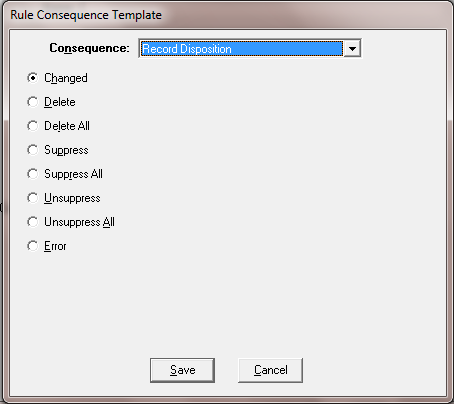 Rule Consequence Template
Consequence: Record Disposition
Changed
Delete
Delete All
Suppress
Suppress All
Unsuppress
Unsuppress All
Error
Save Cancel